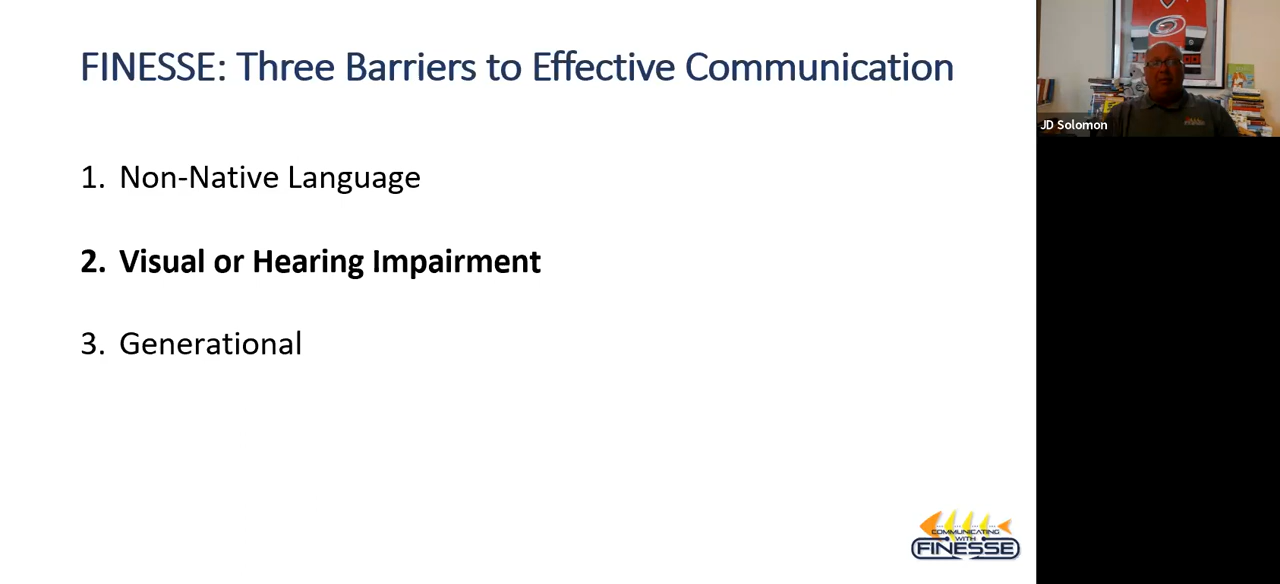 FINESSE: Three Barriers to Effective Communication
JD Solomon
1. Non-Native Language
2. Visual or Hearing Impairment
3. Generational
COMMUNICATING
WITH
FINESSE